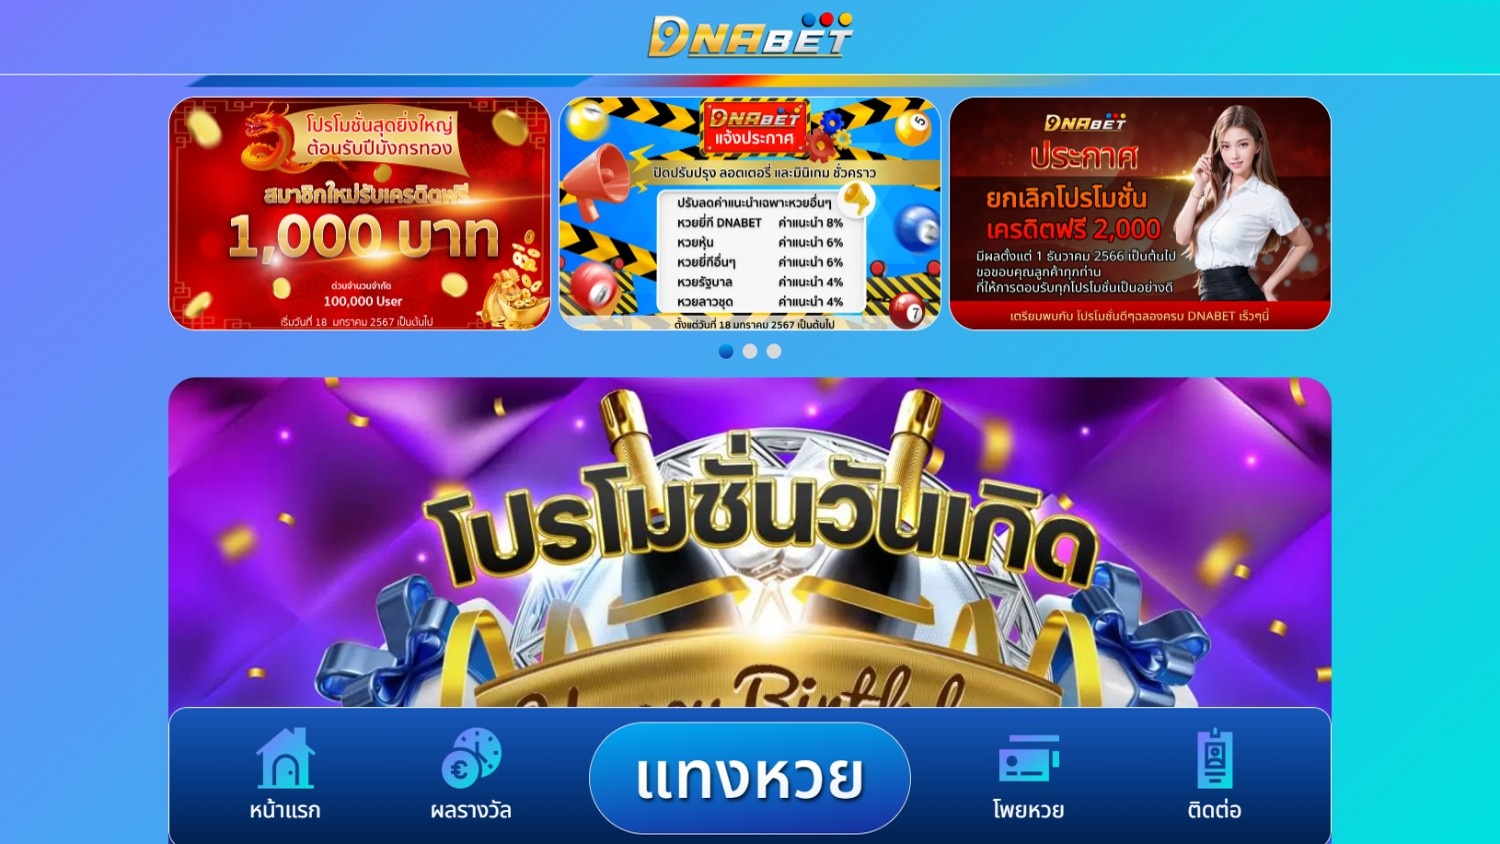 DNABET
โปรโมชั่นสุดยิ่งใหญ่
ต้อนรับปีมังกรทอง
สมาชิกใหม่รับเครดิตฟรี
1,000 บาท
ด่วนจำนวนจำกัด
100,000 User
เริ่มวันที่ 18 มกราคม 2567 เป็นต้นไป
DNABET
แจ้งประกาศ
ปิดปรับปรุง ลอตเตอรี่ และมินิเกม ชั่วคราว
ปรับลดค่าแนะนำเฉพาะหวยอื่นๆ
หวยยี่กี DNABET ค่าแนะนำ 8%
หวยหุ้น ค่าแนะนำ 6%
หวยยี่กีอื่นๆ ค่าแนะนำ 6%
หวยรัฐบาล ค่าแนะนำ 4%
หวยลาวชุด ค่าแนะนำ 4%
ตั้งแต่วันที่ 18 มกราคม 2567 เป็นต้นไป
DNABET
ประกาศ
ยกเลิกโปรโมชั่น
เครดิตฟรี 2,000
มีผลตั้งแต่ 1 ธันวาคม 2566 เป็นต้นไป
ขอขอบคุณลูกค้าทุกท่าน
ที่ให้การตอบรับทุกโปรโมชั่นเป็นอย่างดี
เตรียมพบกับ โปรโมชั่นดีๆฉลองครบ DNABET เร็วๆนี้
โปรโมชั่นวันเกิด
หน้าแรก
ผลรางวัล
แทงหวย
โพยหวย
ติดต่อ